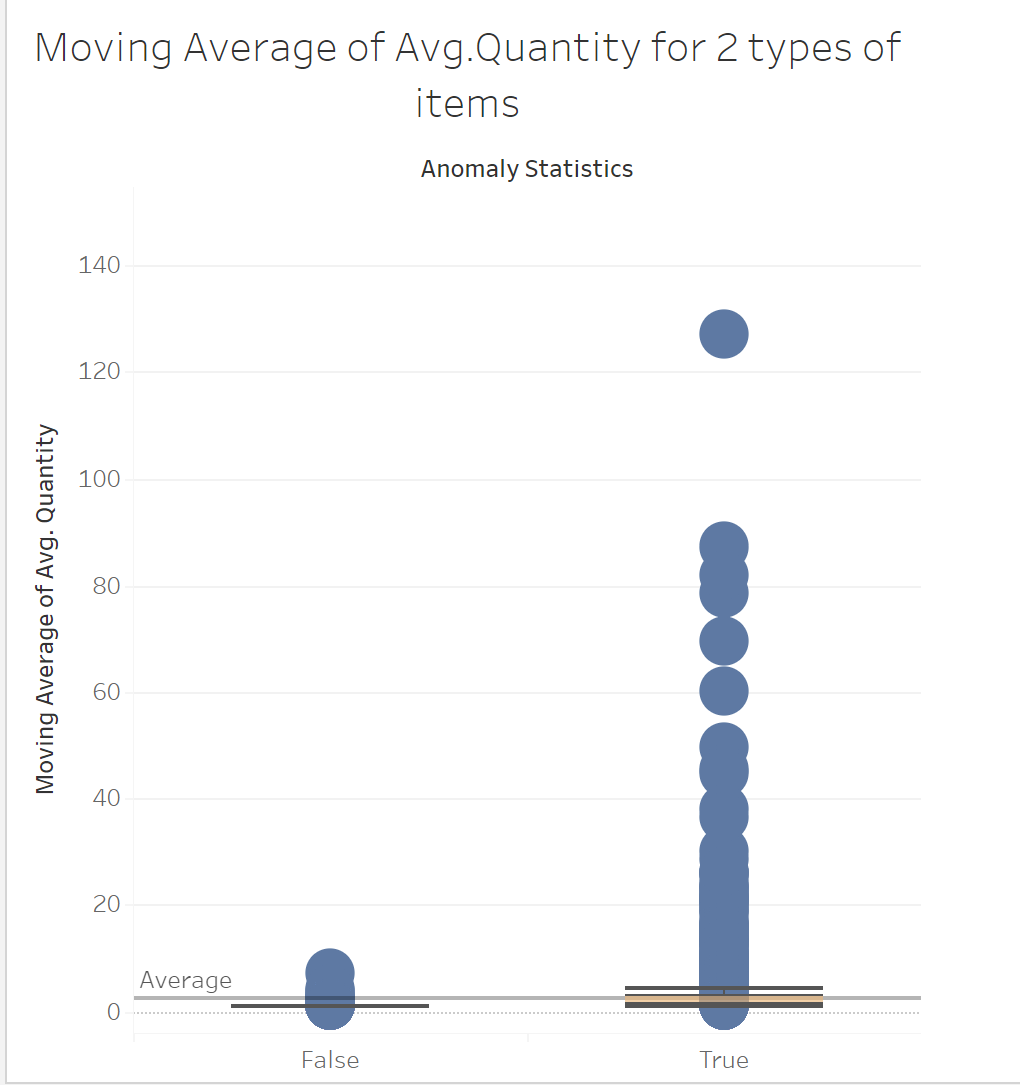 Moving Average of Avg.Quantity for 2 types of
items
Anomaly Statistics
140
120
100
80
60
40
20
0
Moving Average of Avg. Quantity
Average
False
True